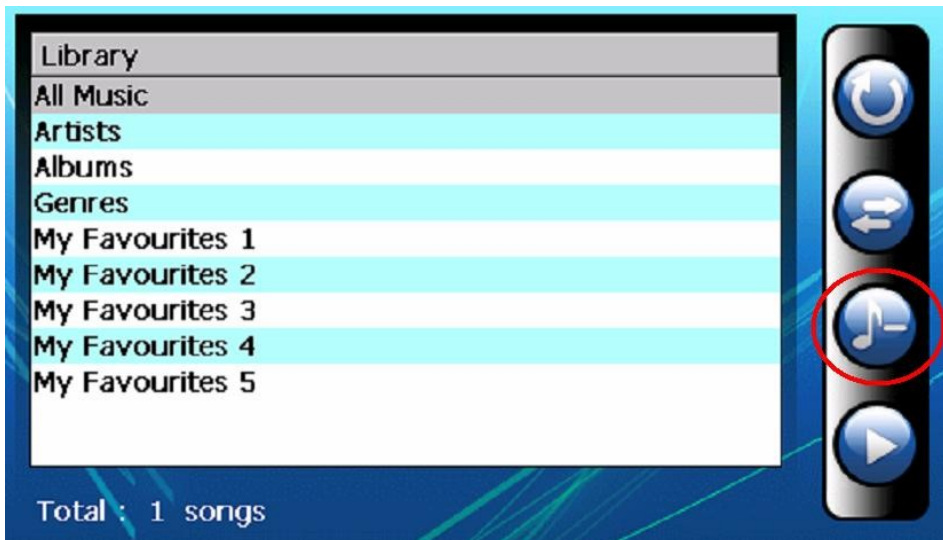 Library
All Music
Artists
Albums
Genres
My Favourites 1
My Favourites 2
My Favourites 3
My Favourites 4
My Favourites 5
Total : 1 songs